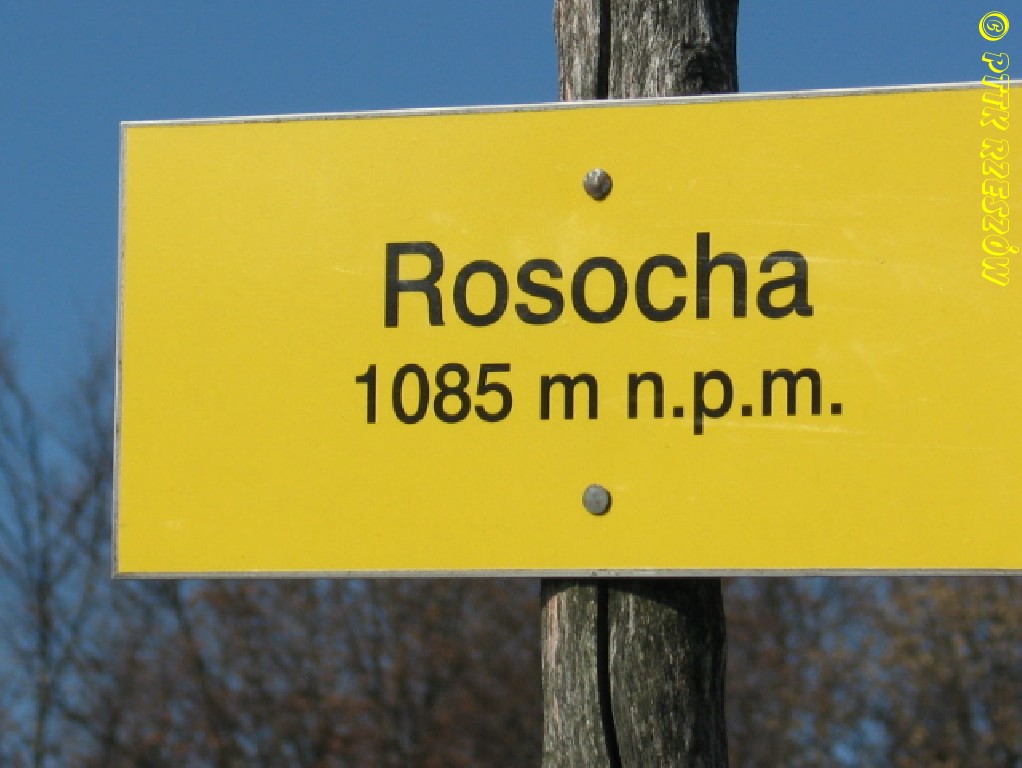 Rosocha
1085 m n.p.m.
© PTTK RZESZÓW